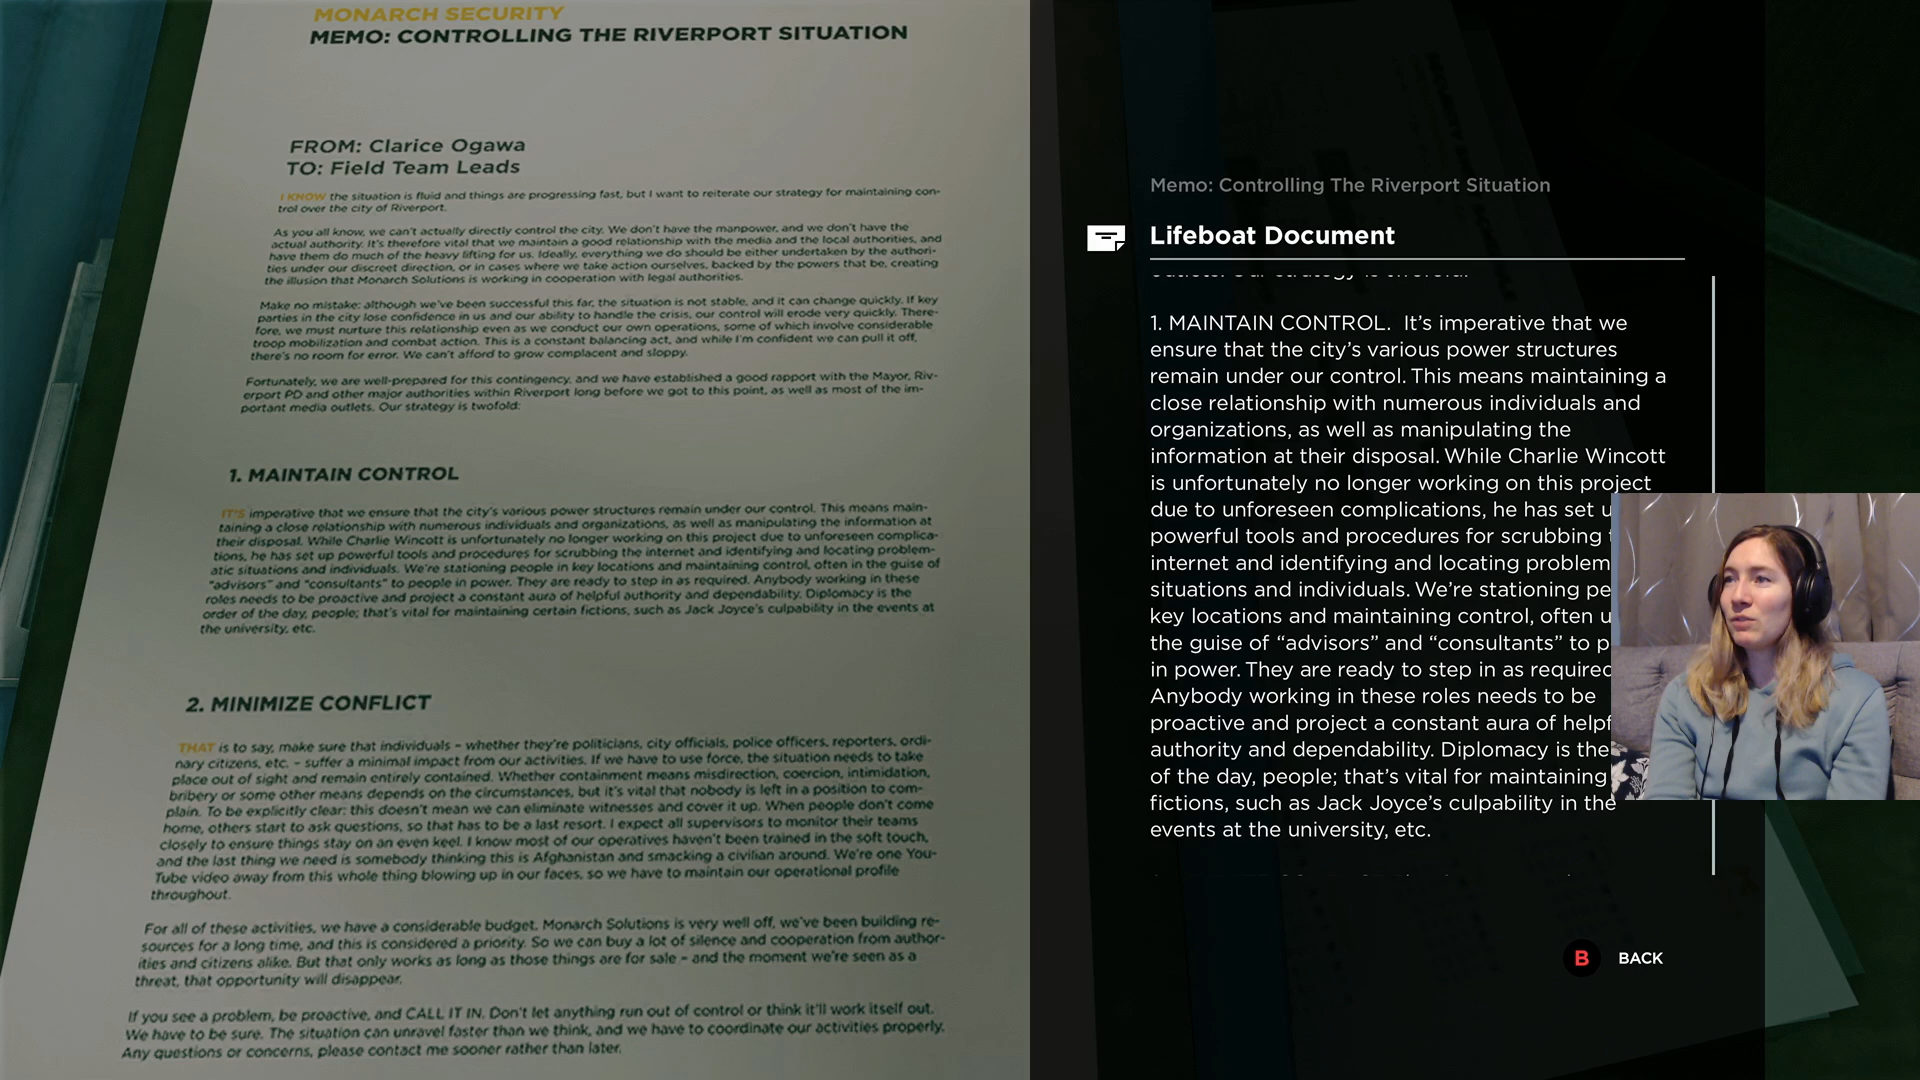 MONARCH SECURITY
MEMO: CONTROLLING THE RIVERPORT SITUATION
FROM: Clarice Ogawa
TO: Field Team Leads
I KNOW the situation is fluid and things are progressing fast, but I want to reiterate our strategy for maintaining con-
trol over the city of Riverport.
As you all know, we can't actually directly control the city. We don't have the manpower, and we don't have the
actual authority. It's therefore vital that we maintain a good relationship with the media and the local authorities, and
have them do much of the heavy lifting for us. Ideally, everything we do should be either undertaken by the authori-
ties under our discreet direction, or in cases where we take action ourselves, backed by the powers that be, creating
the illusion that Monarch Solutions is working in cooperation with legal authorities.
Make no mistake: although we've been successful this far, the situation is not stable, and it can change quickly. If key
parties in the city lose confidence in us and our ability to handle the crisis, our control will erode very quickly. There-
fore, we must nurture this relationship even as we conduct our own operations, some of which involve considerable
troop mobilization and combat action. This is a constant balancing act, and while I'm confident we can pull it off,
there's no room for error. We can't afford to grow complacent and sloppy.
Fortunately, we are well-prepared for this contingency, and we have established a good rapport with the Mayor, Riv-
erport PD and other major authorities within Riverport long before we got to this point, as well as most of the im-
portant media outlets. Our strategy is twofold:
1. MAINTAIN CONTROL
IT'S imperative that we ensure that the city's various power structures remain under our control. This means main-
taining a close relationship with numerous individuals and organizations, as well as manipulating the information at
their disposal. While Charlie Wincott is unfortunately no longer working on this project due to unforeseen complica-
tions, he has set up powerful tools and procedures for scrubbing the internet and identifying and locating problem-
atic situations and individuals. We're stationing people in key locations and maintaining control, often in the guise of
"advisors" and "consultants" to people in power. They are ready to step in as required. Anybody working in these
roles needs to be proactive and project a constant aura of helpful authority and dependability. Diplomacy is the
order of the day, people; that's vital for maintaining certain fictions, such as Jack Joyce's culpability in the events at
the university, etc.
2. MINIMIZE CONFLICT
THAT is to say, make sure that individuals – whether they're politicians, city officials, police officers, reporters, ordi-
nary citizens, etc. – suffer a minimal impact from our activities. If we have to use force, the situation needs to take
place out of sight and remain entirely contained. Whether containment means misdirection, coercion, intimidation,
bribery or some other means depends on the circumstances, but it's vital that nobody is left in a position to com-
plain. To be explicitly clear: this doesn't mean we can eliminate witnesses and cover it up. When people don't come
home, others start to ask questions, so that has to be a last resort. I expect all supervisors to monitor their teams
closely to ensure things stay on an even keel. I know most of our operatives haven't been trained in the soft touch,
and the last thing we need is somebody thinking this is Afghanistan and smacking a civilian around. We're one You-
Tube video away from this whole thing blowing up in our faces, so we have to maintain our operational profile
throughout.
For all of these activities, we have a considerable budget. Monarch Solutions is very well off, we've been building re-
sources for a long time, and this is considered a priority. So we can buy a lot of silence and cooperation from author-
ities and citizens alike. But that only works as long as those things are for sale – and the moment we're seen as a
threat, that opportunity will disappear.
If you see a problem, be proactive, and CALL IT IN. Don't let anything run out of control or think it'll work itself out.
We have to be sure. The situation can unravel faster than we think, and we have to coordinate our activities properly.
Any questions or concerns, please contact me sooner rather than later.
Memo: Controlling The Riverport Situation
Lifeboat Document
1. MAINTAIN CONTROL.  It's imperative that we
ensure that the city's various power structures
remain under our control. This means maintaining a
close relationship with numerous individuals and
organizations, as well as manipulating the
information at their disposal. While Charlie Wincott
is unfortunately no longer working on this project
due to unforeseen complications, he has set
powerful tools and procedures for scrubbing
internet and identifying and locating problem
situations and individuals. We're stationing pe
key locations and maintaining control, often
the guise of "advisors" and "consultants" to p
in power. They are ready to step in as required
Anybody working in these roles needs to be
proactive and project a constant aura of helpf
authority and dependability. Diplomacy is the
of the day, people; that's vital for maintaining
fictions, such as Jack Joyce's culpability in the
events at the university, etc.
B BACK